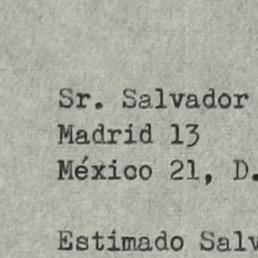 Sr. Salvador
Madrid 13
México 21, D.
Estimado Salv